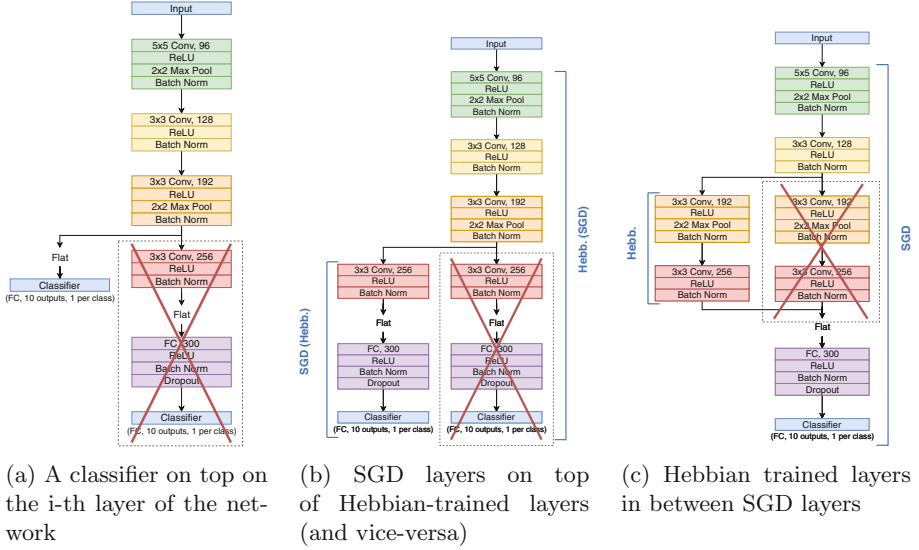 Input
5x5 Conv, 96
ReLU
2x2 Max Pool
Batch Norm
3x3 Conv, 128
ReLU
Batch Norm
3x3 Conv, 192
ReLU
2x2 Max Pool
Batch Norm
Flat
Classifier
(FC, 10 outputs, 1 per class)
3x3 Conv, 256
ReLU
Batch Norm
Flat
FC, 300
ReLU
Batch Norm
Dropout
Classifier
(FC, 10 outputs, 1 per class)
(a) A classifier on top on
the i-th layer of the net-
work
Input
5x5 Conv, 96
ReLU
2x2 Max Pool
Batch Norm
3x3 Conv, 128
ReLU
Batch Norm
3x3 Conv, 192
ReLU
2x2 Max Pool
Batch Norm
Hebb. (SGD)
SGD (Hebb.)
3x3 Conv, 256
ReLU
Batch Norm
Flat
FC, 300
ReLU
Batch Norm
Dropout
Classifier
(FC, 10 outputs, 1 per class)
3x3 Conv, 256
ReLU
Batch Norm
Flat
FC, 300
ReLU
Batch Norm
Dropout
Classifier
(FC, 10 outputs, 1 per class)
(b) SGD layers on top
of Hebbian-trained layers
(and vice-versa)
Input
5x5 Conv, 96
ReLU
2x2 Max Pool
Batch Norm
3x3 Conv, 128
ReLU
Batch Norm
SGD
Hebb.
3x3 Conv, 192
ReLU
2x2 Max Pool
Batch Norm
3x3 Conv, 256
ReLU
Batch Norm
3x3 Conv, 192
ReLU
2x2 Max Pool
Batch Norm
3x3 Conv, 256
ReLU
Batch Norm
Flat
FC, 300
ReLU
Batch Norm
Dropout
Classifier
(FC, 10 outputs, 1 per class)
(c) Hebbian trained layers
in between SGD layers